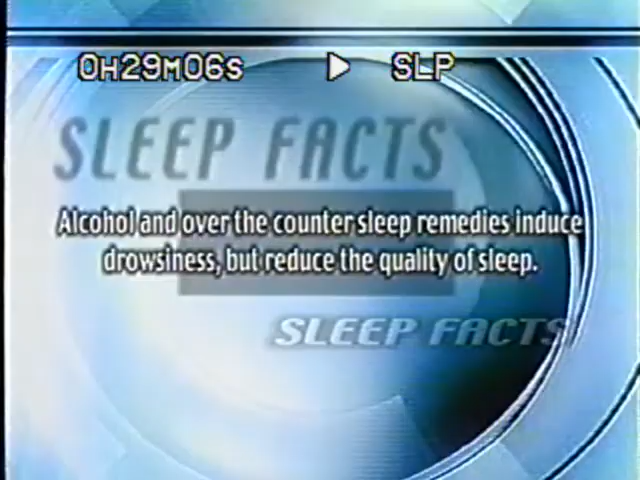 0H29M06S ▶ SLP
SLEEP FACTS
Alcohol and over the counter sleep remedies induce
drowsiness, but reduce the quality of sleep.
SLEEP FACTS